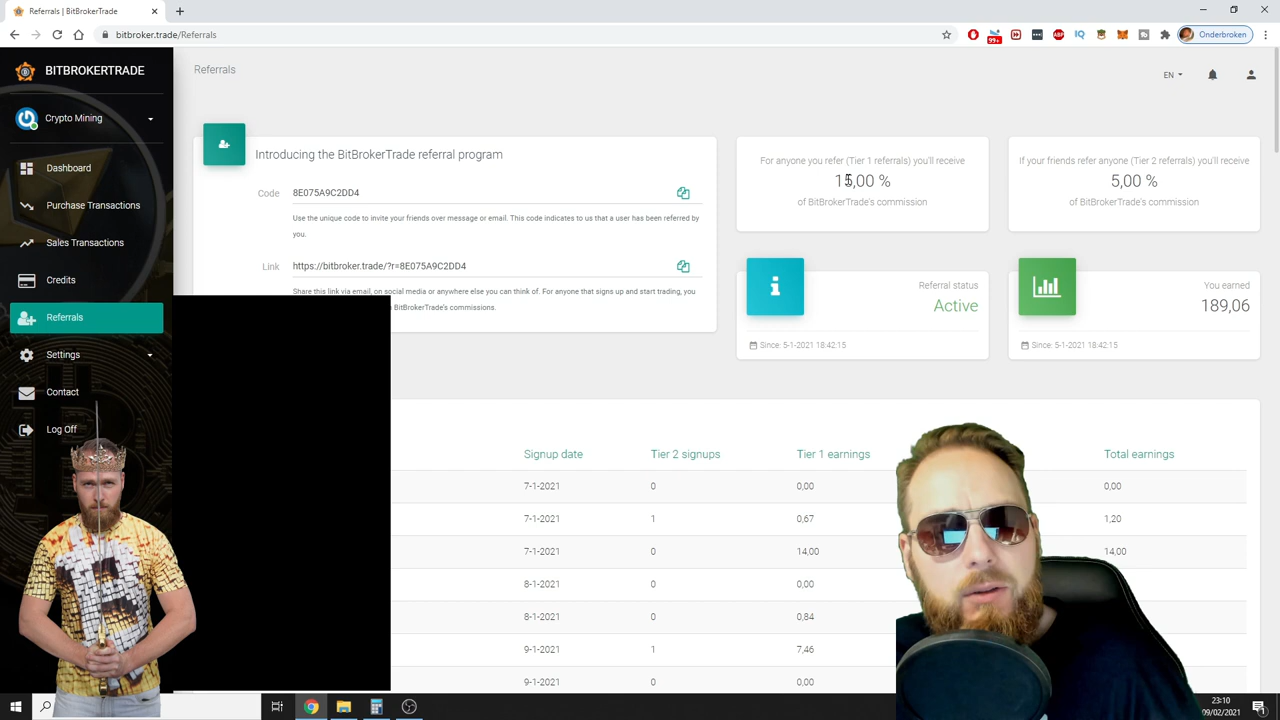 Referrals | BitBrokerTrade
bitbroker.trade/Referrals
99+
ABP
IQ
Onderbroken
BITBROKERTRADE
Crypto Mining
Dashboard
Purchase Transactions
Sales Transactions
Credits
Referrals
Settings
Contact
Log Off
Referrals
EN
Introducing the BitBrokerTrade referral program
Code
8E075A9C2DD4
Use the unique code to invite your friends over message or email. This code indicates to us that a user has been referred by
you.
Link
https://bitbroker.trade/?r=8E075A9C2DD4
Share this link via email, on social media or anywhere else you can think of. For anyone that signs up and start trading, you
BitBrokerTrade's commissions.
For anyone you refer (Tier 1 referrals) you'll receive
15,00 %
of BitBrokerTrade's commission
If your friends refer anyone (Tier 2 referrals) you'll receive
5,00 %
of BitBrokerTrade's commission
Referral status
Active
Since: 5-1-2021 18:42:15
You earned
189,06
Since: 5-1-2021 18:42:15
Signup date Tier 2 signups Tier 1 earnings Total earnings
7-1-2021 0 0,00 0,00
7-1-2021 1 0,67 1,20
7-1-2021 0 14,00 14,00
8-1-2021 0 0,00
8-1-2021 0 0,84
9-1-2021 1 7,46
9-1-2021 0 0,00
23:10
09/02/2021